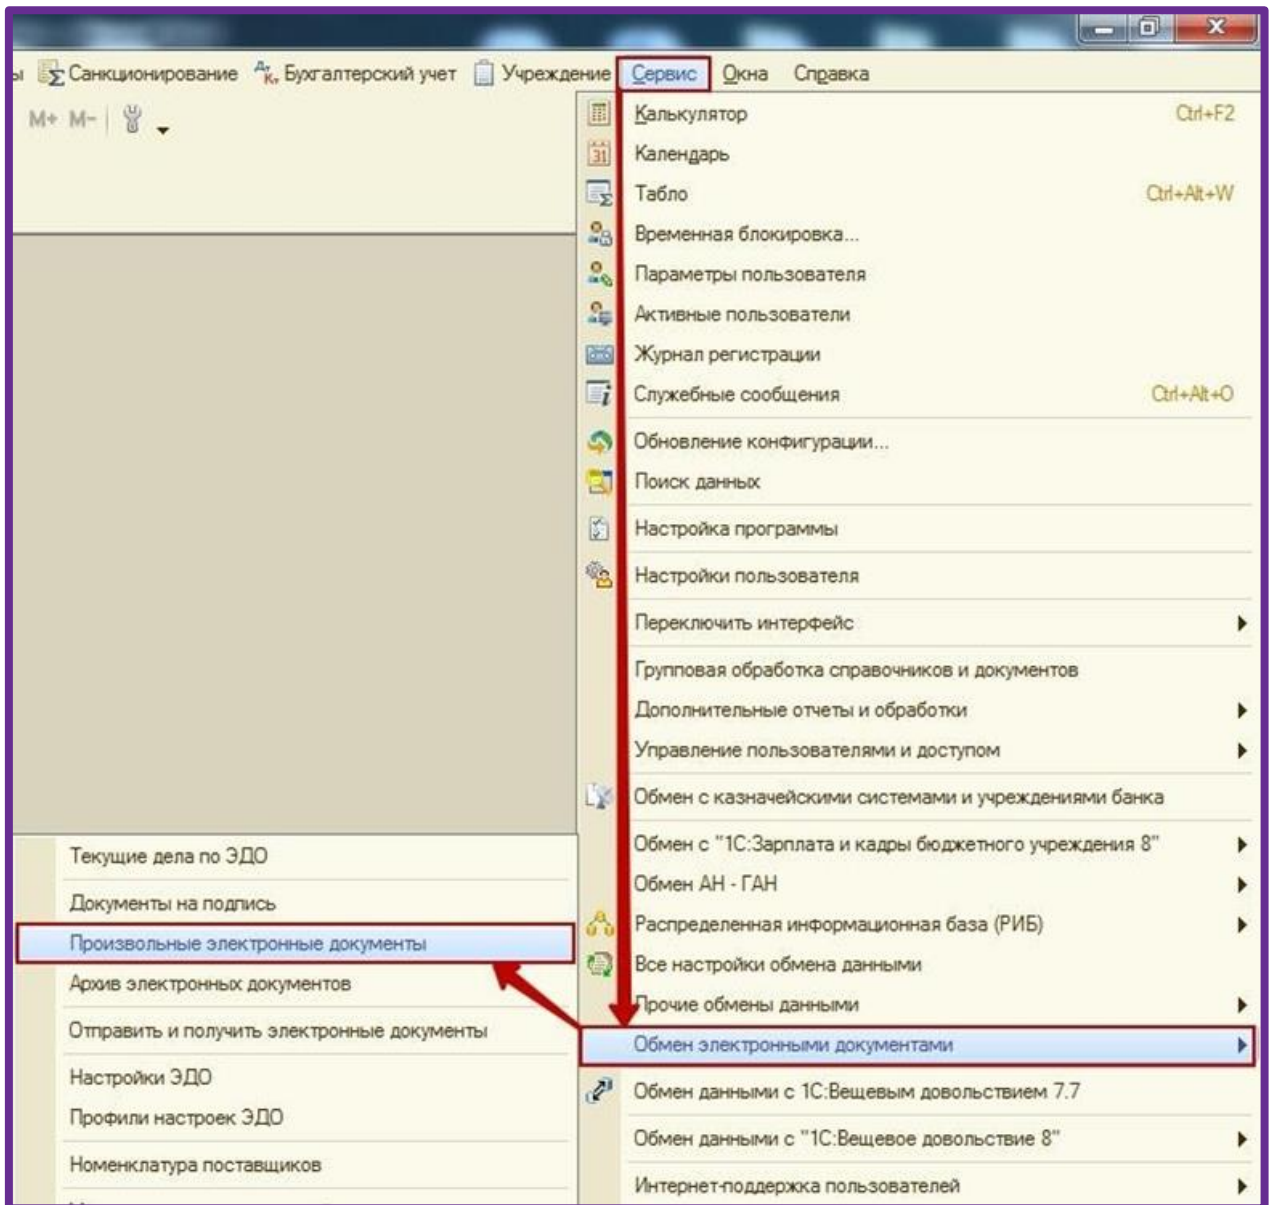 Санкционирование Бухгалтерский учет Учреждение Сервис Окна Справка
M+ M-
Калькулятор Ctrl+F2
Календарь
Табло Ctrl+Alt+W
Временная блокировка...
Параметры пользователя
Активные пользователи
Журнал регистрации
Служебные сообщения Ctrl+Alt+O
Обновление конфигурации...
Поиск данных
Настройка программы
Настройки пользователя
Переключить интерфейс
Групповая обработка справочников и документов
Дополнительные отчеты и обработки
Управление пользователями и доступом
Обмен с казначейскими системами и учреждениями банка
Обмен с "1С:Зарплата и кадры бюджетного учреждения 8"
Обмен АН - ГАН
Распределенная информационная база (РИБ)
Все настройки обмена данными
Прочие обмены данными
Обмен электронными документами
Обмен данными с 1С:Вещевым довольствием 7.7
Обмен данными с "1С:Вещевое довольствие 8"
Интернет-поддержка пользователей
Текущие дела по ЭДО
Документы на подпись
Произвольные электронные документы
Архив электронных документов
Отправить и получить электронные документы
Настройки ЭДО
Профили настроек ЭДО
Номенклатура поставщиков